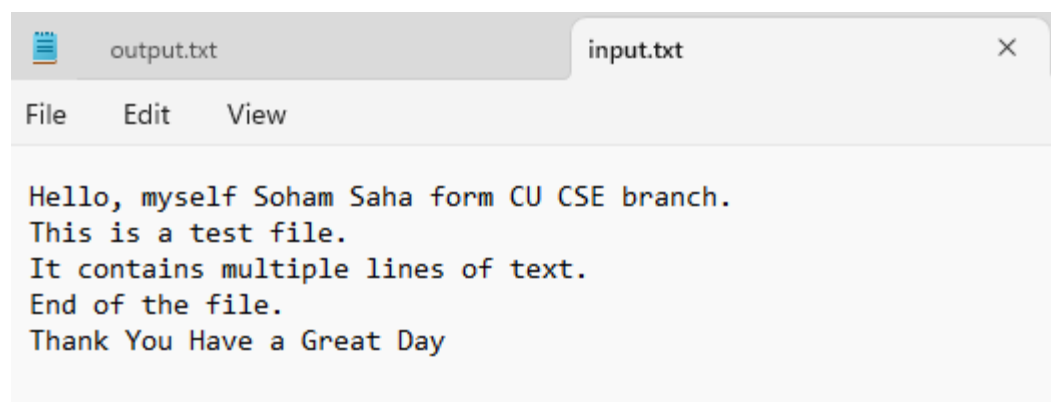 output.txt input.txt
File Edit View
Hello, myself Soham Saha form CU CSE branch.
This is a test file.
It contains multiple lines of text.
End of the file.
Thank You Have a Great Day